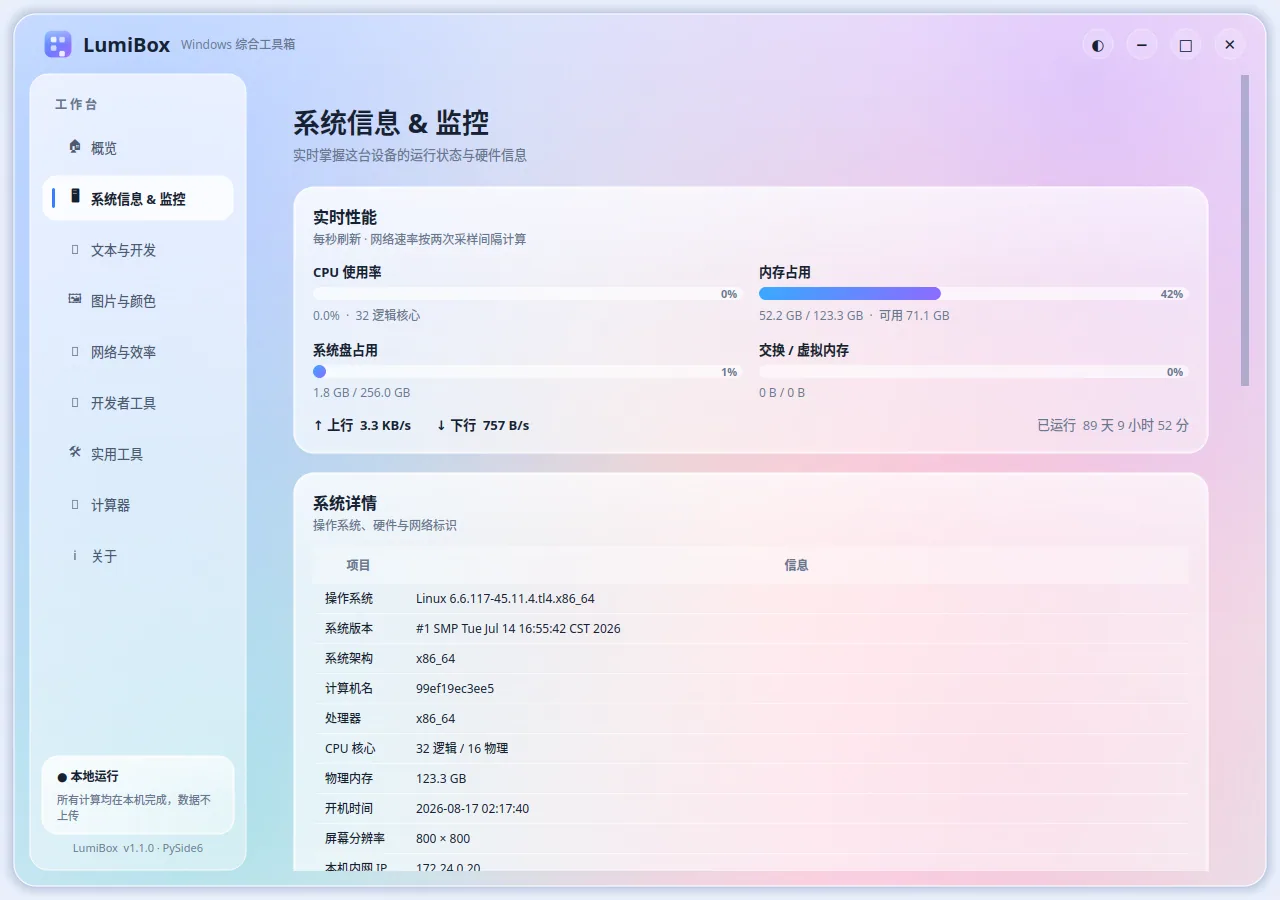 LumiBox Windows 综合工具箱
工作台
概览
系统信息 & 监控
文本与开发
图片与颜色
网络与效率
开发者工具
实用工具
计算器
i 关于
● 本地运行
所有计算均在本机完成，数据不
上传
LumiBox v1.1.0 · PySide6
系统信息 & 监控
实时掌握这台设备的运行状态与硬件信息
实时性能
每秒刷新 · 网络速率按两次采样间隔计算
CPU 使用率
0%
0.0% · 32 逻辑核心
内存占用
42%
52.2 GB / 123.3 GB · 可用 71.1 GB
系统盘占用
1%
1.8 GB / 256.0 GB
交换 / 虚拟内存
0%
0 B / 0 B
↑ 上行 3.3 KB/s ↓ 下行 757 B/s 已运行 89 天 9 小时 52 分
系统详情
操作系统、硬件与网络标识
项目 信息
操作系统 Linux 6.6.117-45.11.4.tl4.x86_64
系统版本 #1 SMP Tue Jul 14 16:55:42 CST 2026
系统架构 x86_64
计算机名 99ef19ec3ee5
处理器 x86_64
CPU 核心 32 逻辑 / 16 物理
物理内存 123.3 GB
开机时间 2026-08-17 02:17:40
屏幕分辨率 800 × 800
本机内网 IP 172.24.0.20